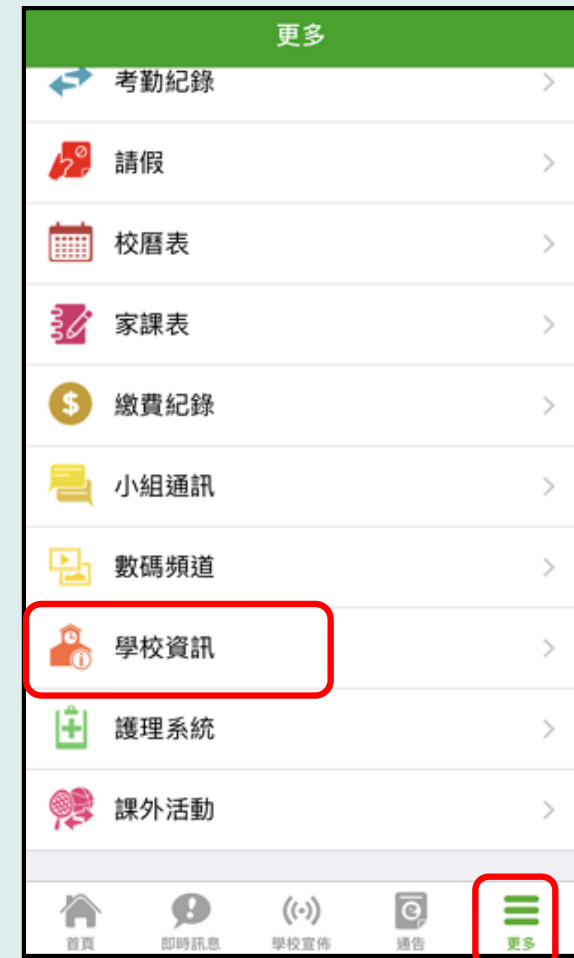 更多
考勤紀錄
請假
校曆表
家課表
繳費紀錄
小組通訊
數碼頻道
學校資訊
護理系統
課外活動
首頁 即時訊息 學校宣佈 通告 更多